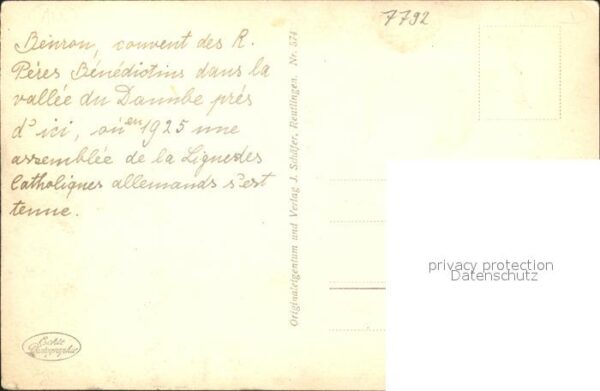 7792
Beuron, couvent des R.
Pères Bénédictins dans la
vallée du Danube près
d'ici, où en 1925 une
assemblée de la Ligue des
Catholiques allemands s'est
tenue.
Originaleigentum und Verlag J. Schäfer, Reutlingen. Nr. 574
Echte
Photographie
privacy protection
Datenschutz